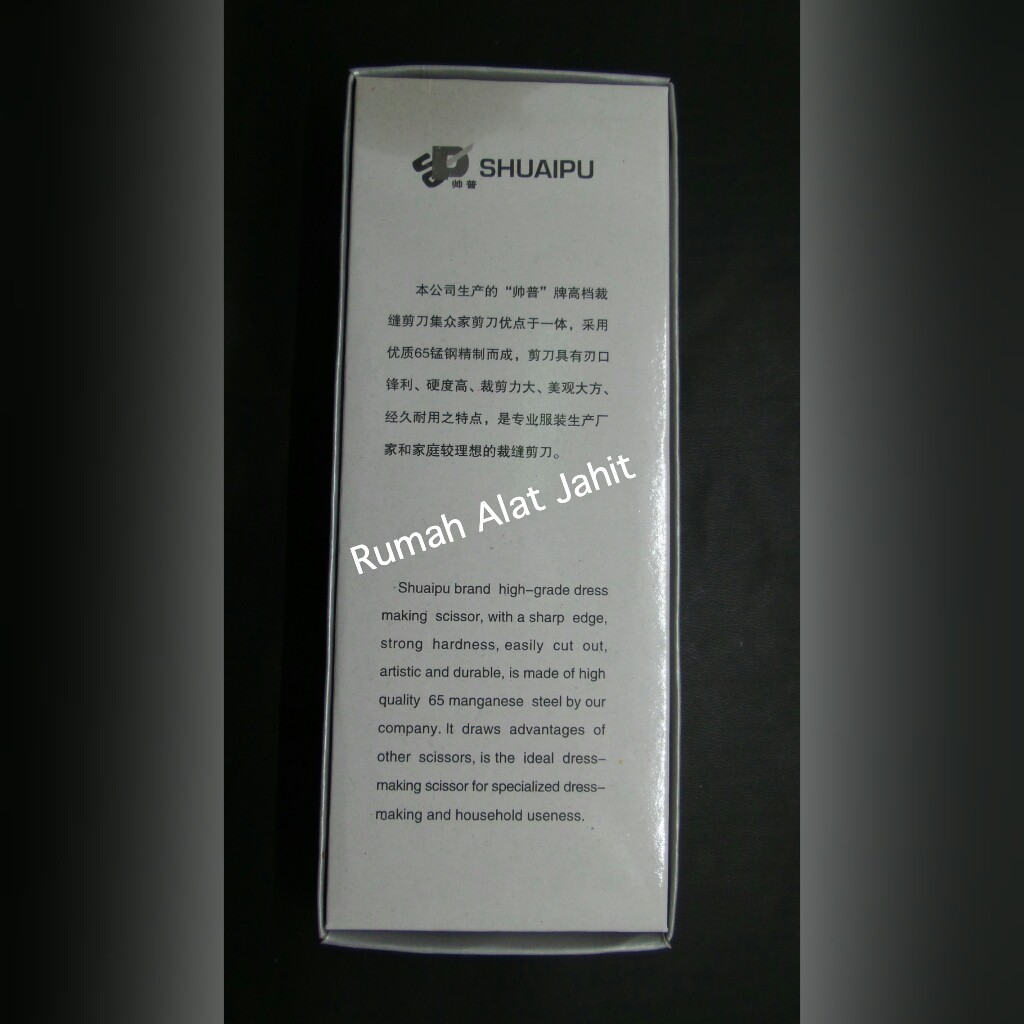 SHUAIPU
帅普
本公司生产的“帅普”牌高档裁
缝剪刀集众家剪刀优点于一体，采用
优质65锰钢精制而成，剪刀具有刃口
锋利、硬度高、裁剪力大、美观大方、
经久耐用之特点，是专业服装生产厂
家和家庭较理想的裁缝剪刀。
Rumah Alat Jahit
Shuaipu brand high-grade dress
making scissor, with a sharp edge,
strong hardness, easily cut out,
artistic and durable, is made of high
quality 65 manganese steel by our
company. It draws advantages of
other scissors, is the ideal dress-
making scissor for specialized dress-
making and household useness.